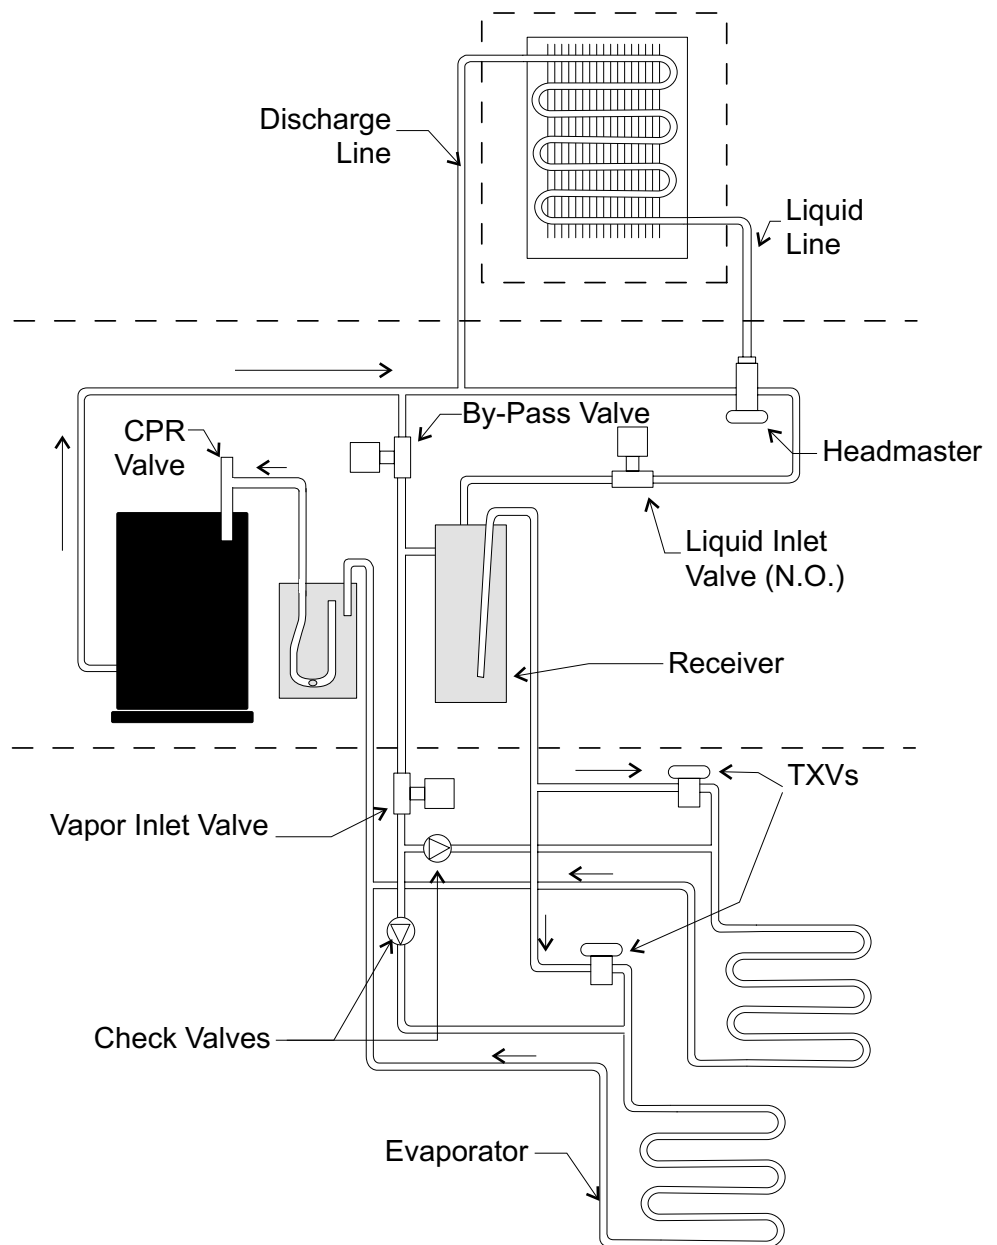 Discharge
Line
Liquid
Line
By-Pass Valve
CPR
Valve
Headmaster
Liquid Inlet
Valve (N.O.)
Receiver
TXVs
Vapor Inlet Valve
Check Valves
Evaporator